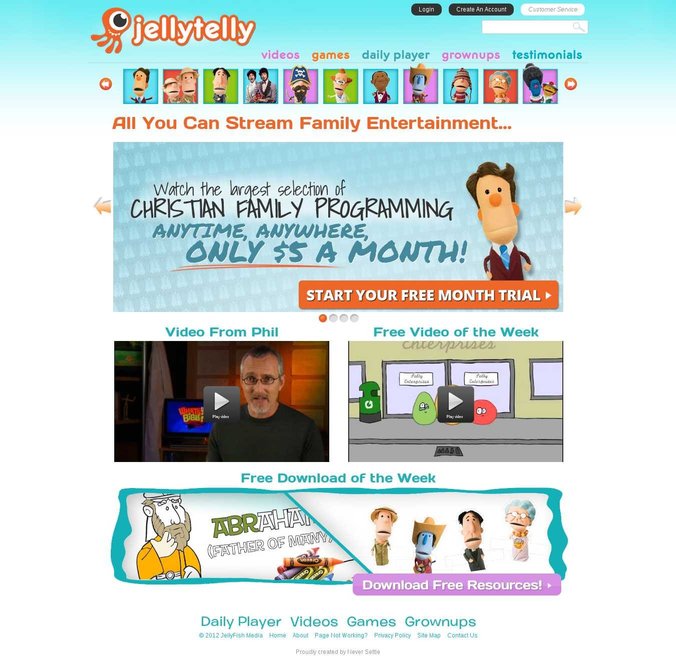 jellytelly
Login
Create An Account
Customer Service
videos games daily player grownups testimonials
All You Can Stream Family Entertainment...
Watch the largest selection of
CHRISTIAN FAMILY PROGRAMMING
ANYTIME, ANYWHERE,
ONLY $5 A MONTH!
START YOUR FREE MONTH TRIAL
Video From Phil
Free Video of the Week
Play video
Enterprises
Enterprises
Enterprises
Play video
Free Download of the Week
ABRAHAM
(FATHER OF MANY)
Download Free Resources!
Daily Player Videos Games Grownups
© 2012 JellyFish Media Home About Page Not Working? Privacy Policy Site Map Contact Us
Proudly created by Never Settle